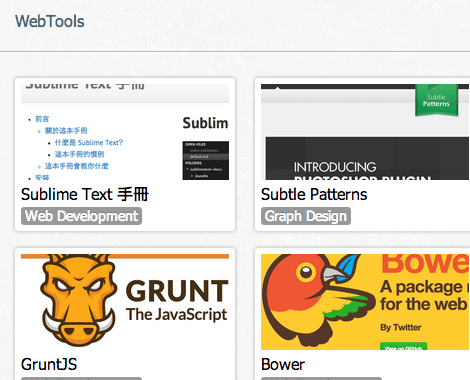 WebTools
Sublime Text 手冊
前言
關於這本手冊
什麼是 Sublime Text?
這本手冊的慣例
這本手冊會教你什麼
安裝
Sublim
OPEN FILES
FOLDERS
Sublime Text 手冊
Web Development
Subtle
Patterns
INTRODUCING
PHOTOSHOP PLUGIN
Subtle Patterns
Graph Design
GRUNT
The JavaScript
GruntJS
Bower
A package
for the web
By Twitter
View on GitHub
Bower